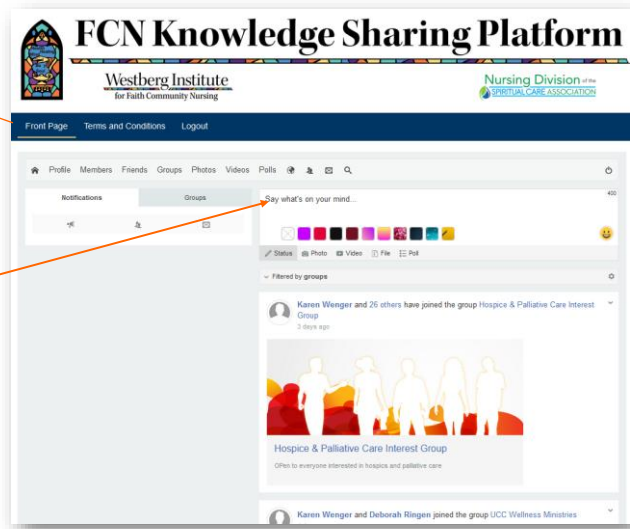 FCN Knowledge Sharing Platform
Westberg Institute
for Faith Community Nursing
Nursing Division of the
SPIRITUAL CARE ASSOCIATION
Front Page Terms and Conditions Logout
Profile Members Friends Groups Photos Videos Polls
Notifications Groups
Say what's on your mind...
400
Status Photo Video File Poll
Filtered by groups
Karen Wenger and 26 others have joined the group Hospice & Palliative Care Interest
Group
3 days ago
Hospice & Palliative Care Interest Group
OPen to everyone interested in hospice and palliative care
Karen Wenger and Deborah Ringen joined the group UCC Wellness Ministries